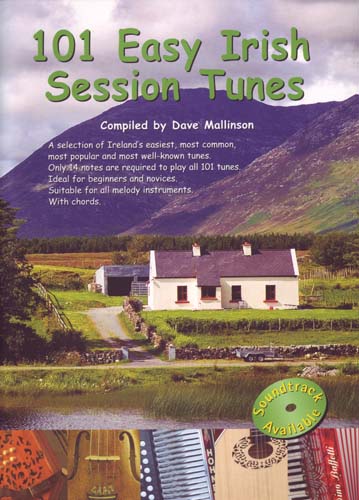 101 Easy Irish
Session Tunes
Compiled by Dave Mallinson
A selection of Ireland's easiest, most common,
most popular and most well-known tunes.
Only 14 notes are required to play all 101 tunes.
Ideal for beginners and novices.
Suitable for all melody instruments.
With chords.
Soundtrack
Available
HOHN